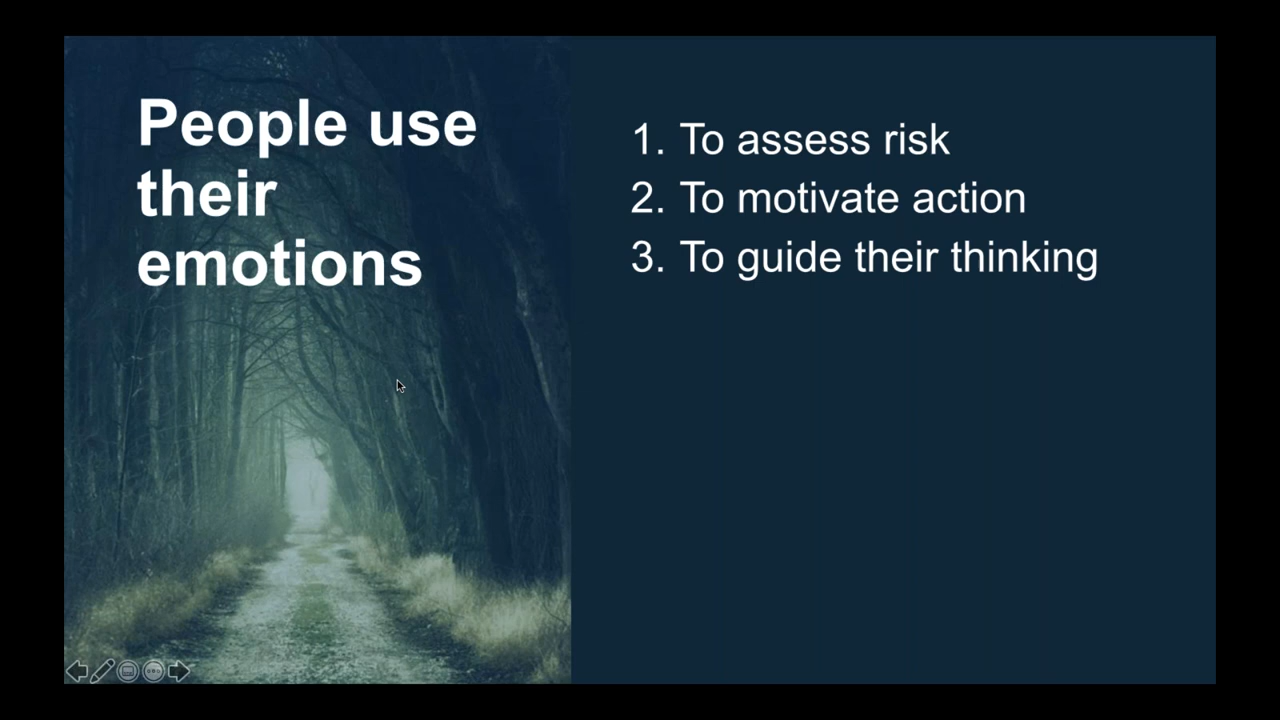 People use
their
emotions
1. To assess risk
2. To motivate action
3. To guide their thinking